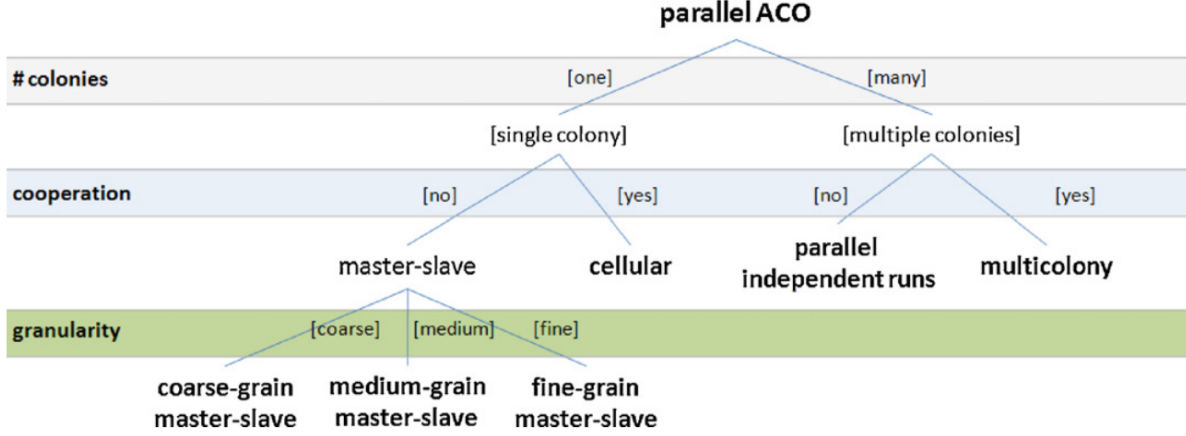 parallel ACO
# colonies [one] [many]
[single colony] [multiple colonies]
cooperation [no] [yes] [no] [yes]
master-slave cellular parallel independent runs multicolony
granularity [coarse] [medium] [fine]
coarse-grain master-slave medium-grain master-slave fine-grain master-slave